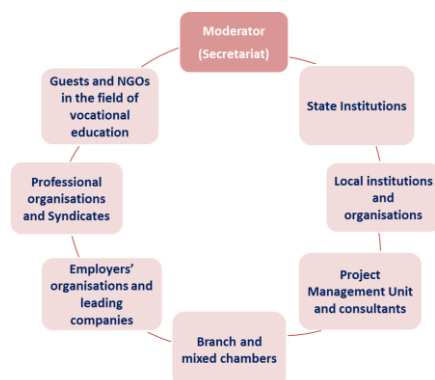 Moderator
(Secretariat)
State Institutions
Local institutions
and
organisations
Project
Management Unit
and consultants
Branch and
mixed chambers
Employers’
organisations and
leading
companies
Professional
organisations
and Syndicates
Guests and NGOs
in the field of
vocational
education